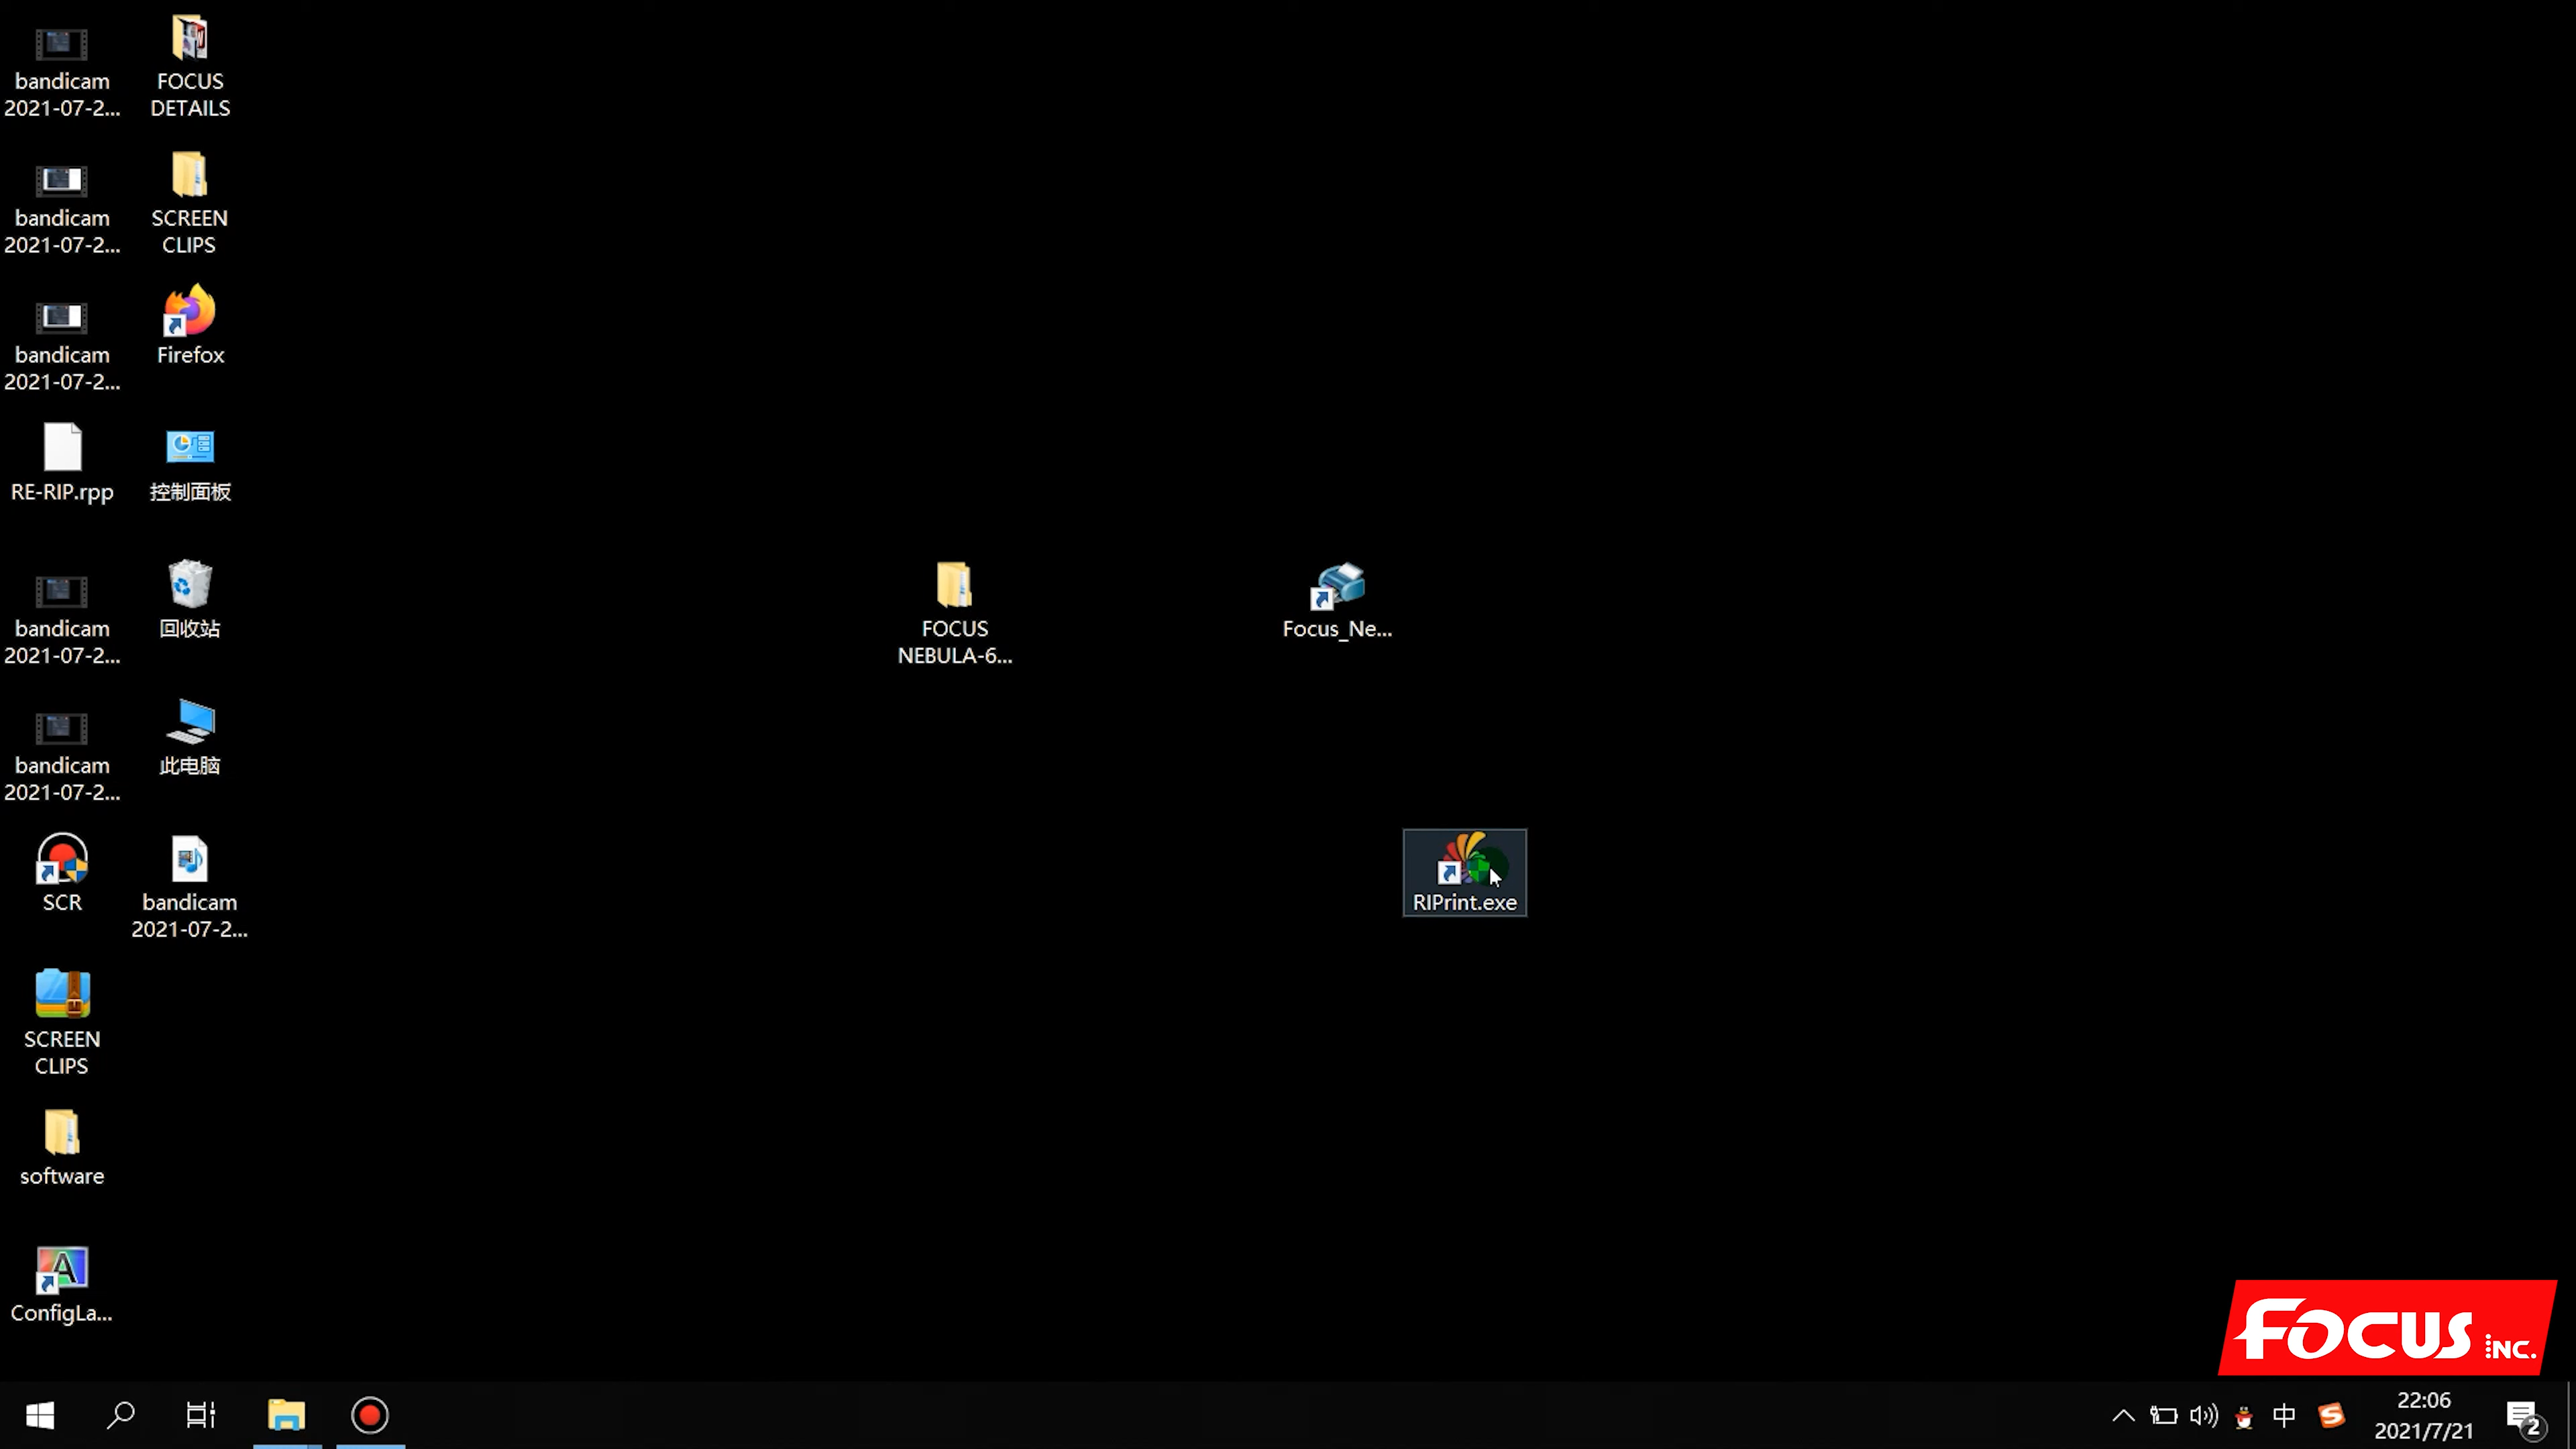 bandicam
2021-07-2...
FOCUS
DETAILS
bandicam
2021-07-2...
SCREEN
CLIPS
bandicam
2021-07-2...
Firefox
RE-RIP.rpp
控制面板
bandicam
2021-07-2...
回收站
FOCUS
NEBULA-6...
Focus_Ne...
bandicam
2021-07-2...
此电脑
SCR
bandicam
2021-07-2...
RIPrint.exe
SCREEN
CLIPS
software
A
ConfigLa...
FOCUS INC.
中
S
22:06
2021/7/21
2